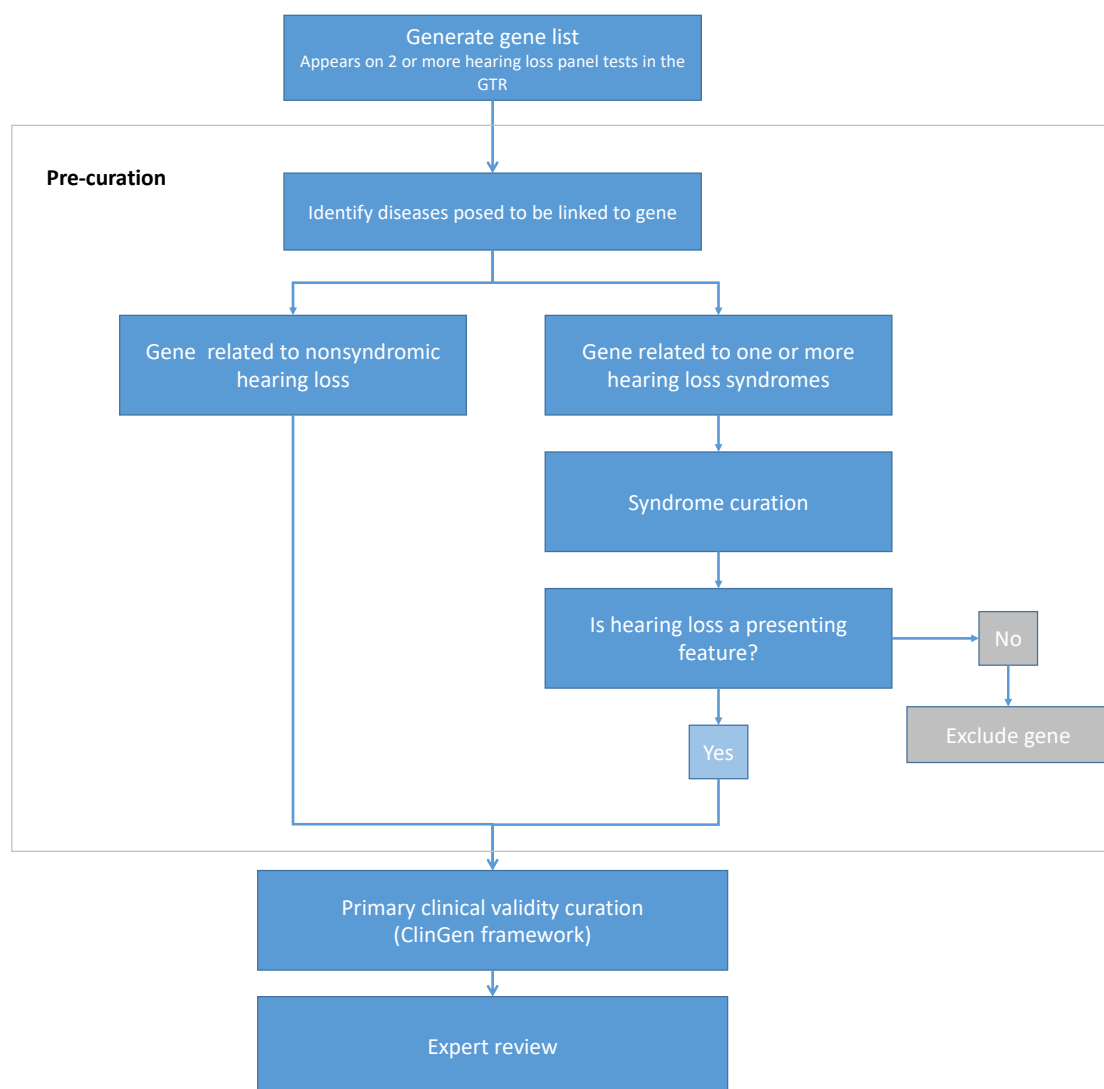 Generate gene list
Appears on 2 or more hearing loss panel tests in the
GTR
Pre-curation
Identify diseases posed to be linked to gene
Gene related to nonsyndromic
hearing loss
Gene related to one or more
hearing loss syndromes
Syndrome curation
Is hearing loss a presenting
feature?
No
Exclude gene
Yes
Primary clinical validity curation
(ClinGen framework)
Expert review